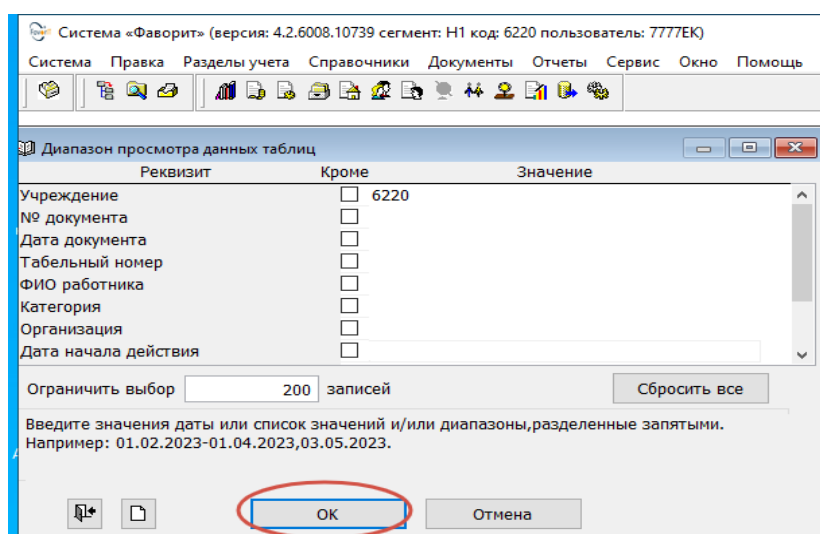 Система «Фаворит» (версия: 4.2.6008.10739 сегмент: Н1 код: 6220 пользователь: 7777ЕК)
Система Правка Разделы учета Справочники Документы Отчеты Сервис Окно Помощь
Диапазон просмотра данных таблиц
Реквизит Кроме Значение
Учреждение 6220
№ документа
Дата документа
Табельный номер
ФИО работника
Категория
Организация
Дата начала действия
Ограничить выбор 200 записей Сбросить все
Введите значения даты или список значений и/или диапазоны,разделенные запятыми.
Например: 01.02.2023-01.04.2023,03.05.2023.
ОК Отмена